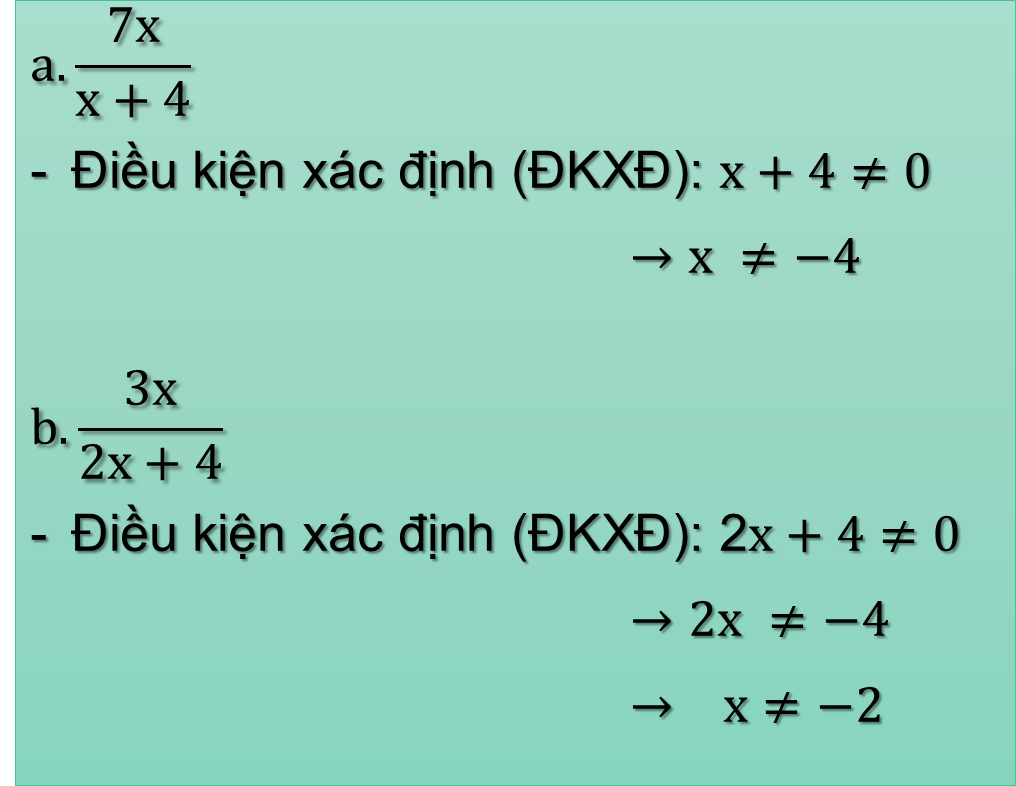 a. 7x/(x + 4)
- Điều kiện xác định (ĐKXĐ): x + 4 ≠ 0
→ x ≠ −4
b. 3x/(2x + 4)
- Điều kiện xác định (ĐKXĐ): 2x + 4 ≠ 0
→ 2x ≠ −4
→ x ≠ −2